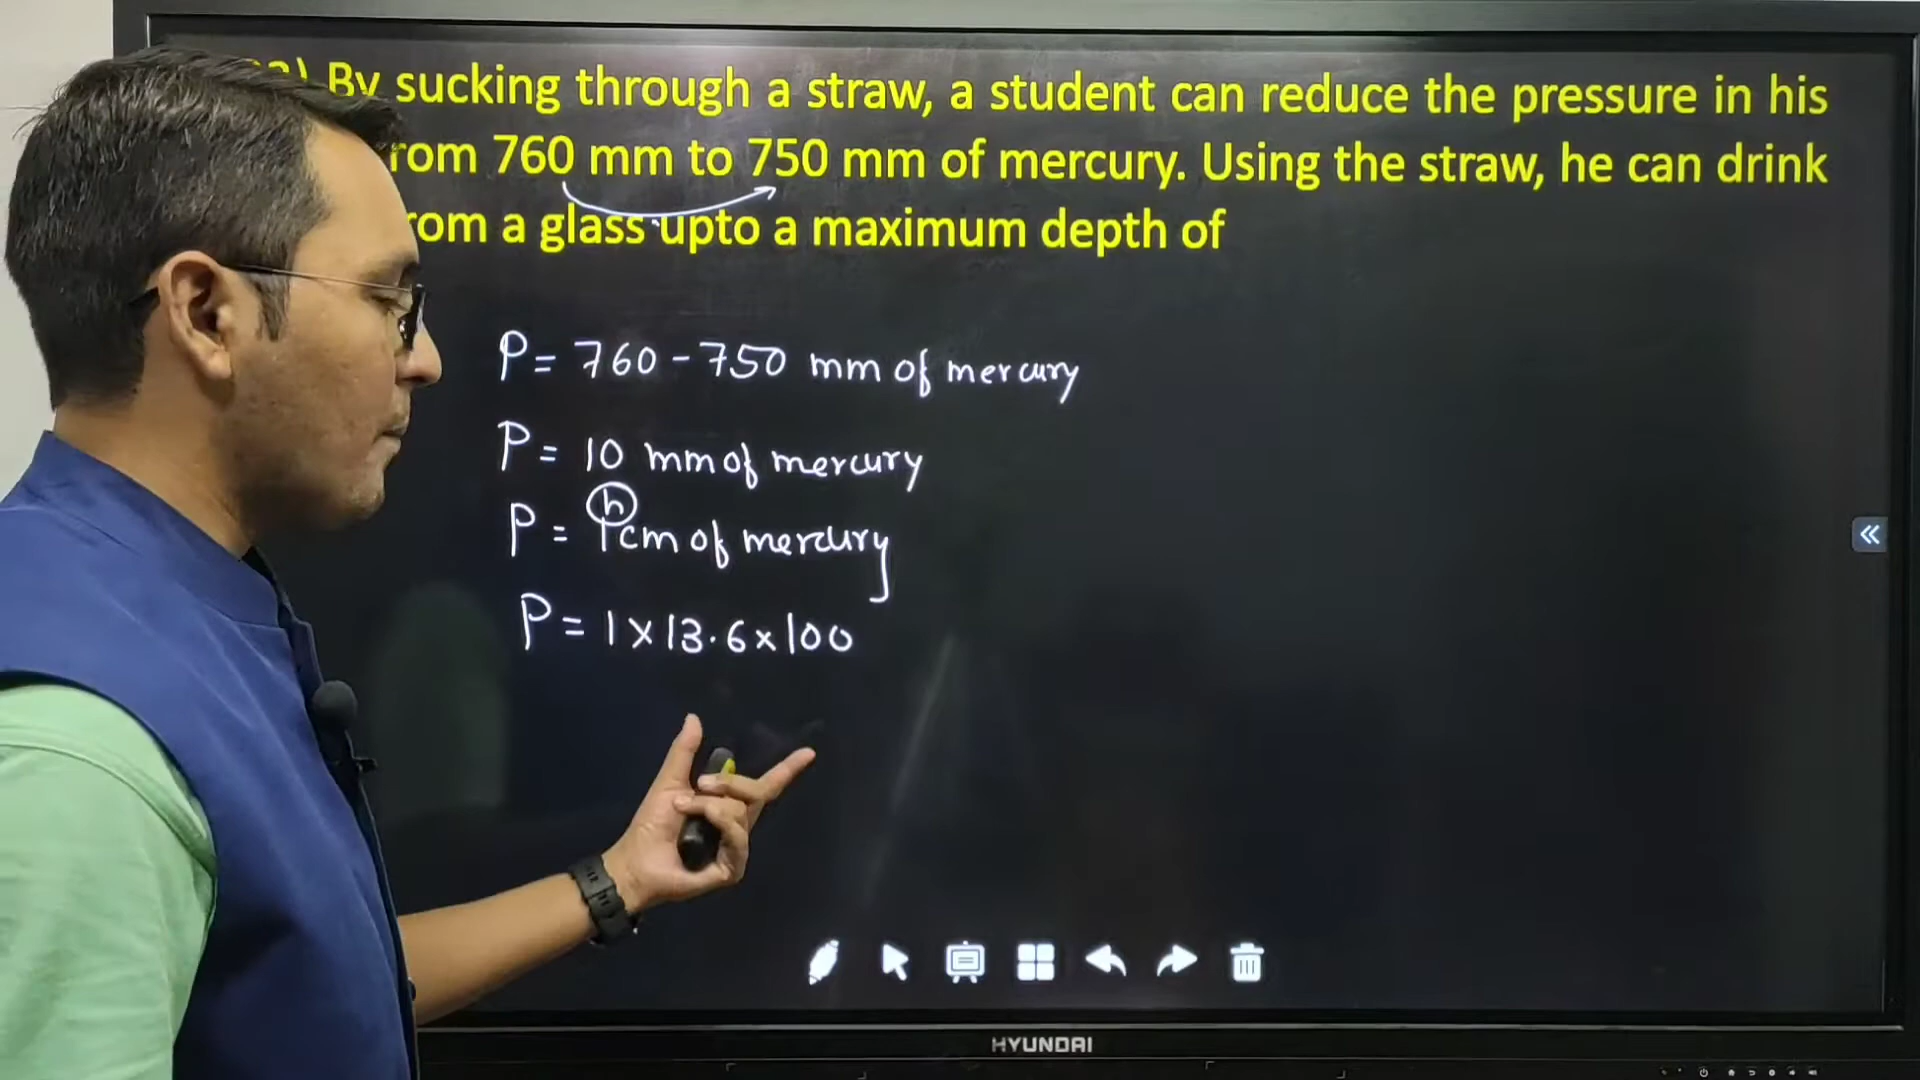 By sucking through a straw, a student can reduce the pressure in his
rom 760 mm to 750 mm of mercury. Using the straw, he can drink
rom a glass upto a maximum depth of
P = 760 - 750 mm of mercury
P = 10 mm of mercury
h
P = 1cm of mercury
P = 1 x 13.6 x 100
HYUNDAI